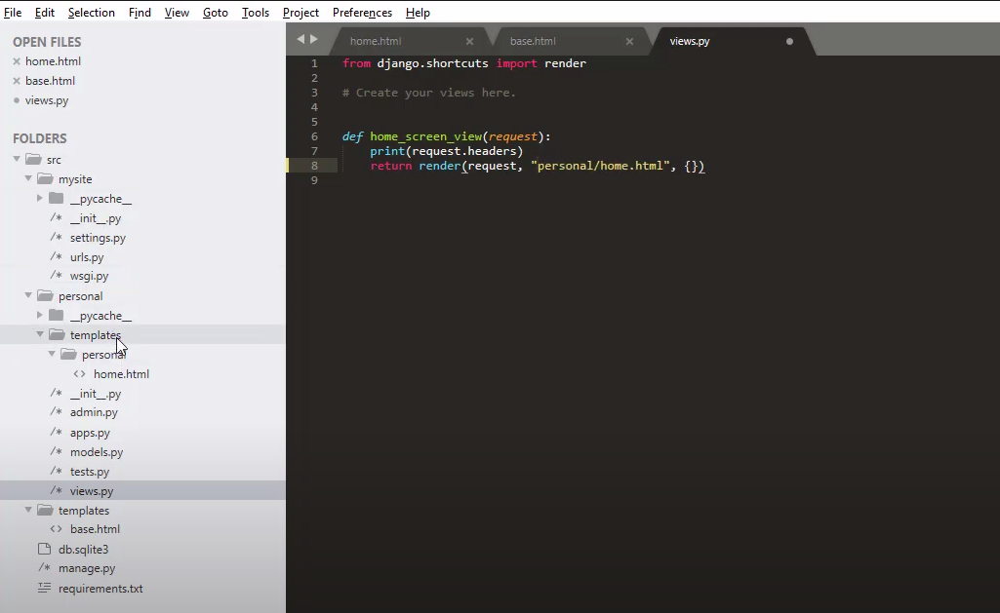 File Edit Selection Find View Goto Tools Project Preferences Help
OPEN FILES
home.html
base.html
views.py
FOLDERS
src
mysite
__pycache__
/* __init__.py
/* settings.py
/* urls.py
/* wsgi.py
personal
__pycache__
templates
personal
<> home.html
/* __init__.py
/* admin.py
/* apps.py
/* models.py
/* tests.py
/* views.py
templates
<> base.html
db.sqlite3
/* manage.py
requirements.txt
home.html base.html views.py
1 from django.shortcuts import render
2
3 # Create your views here.
4
5
6 def home_screen_view(request):
7     print(request.headers)
8     return render(request, "personal/home.html", {})
9